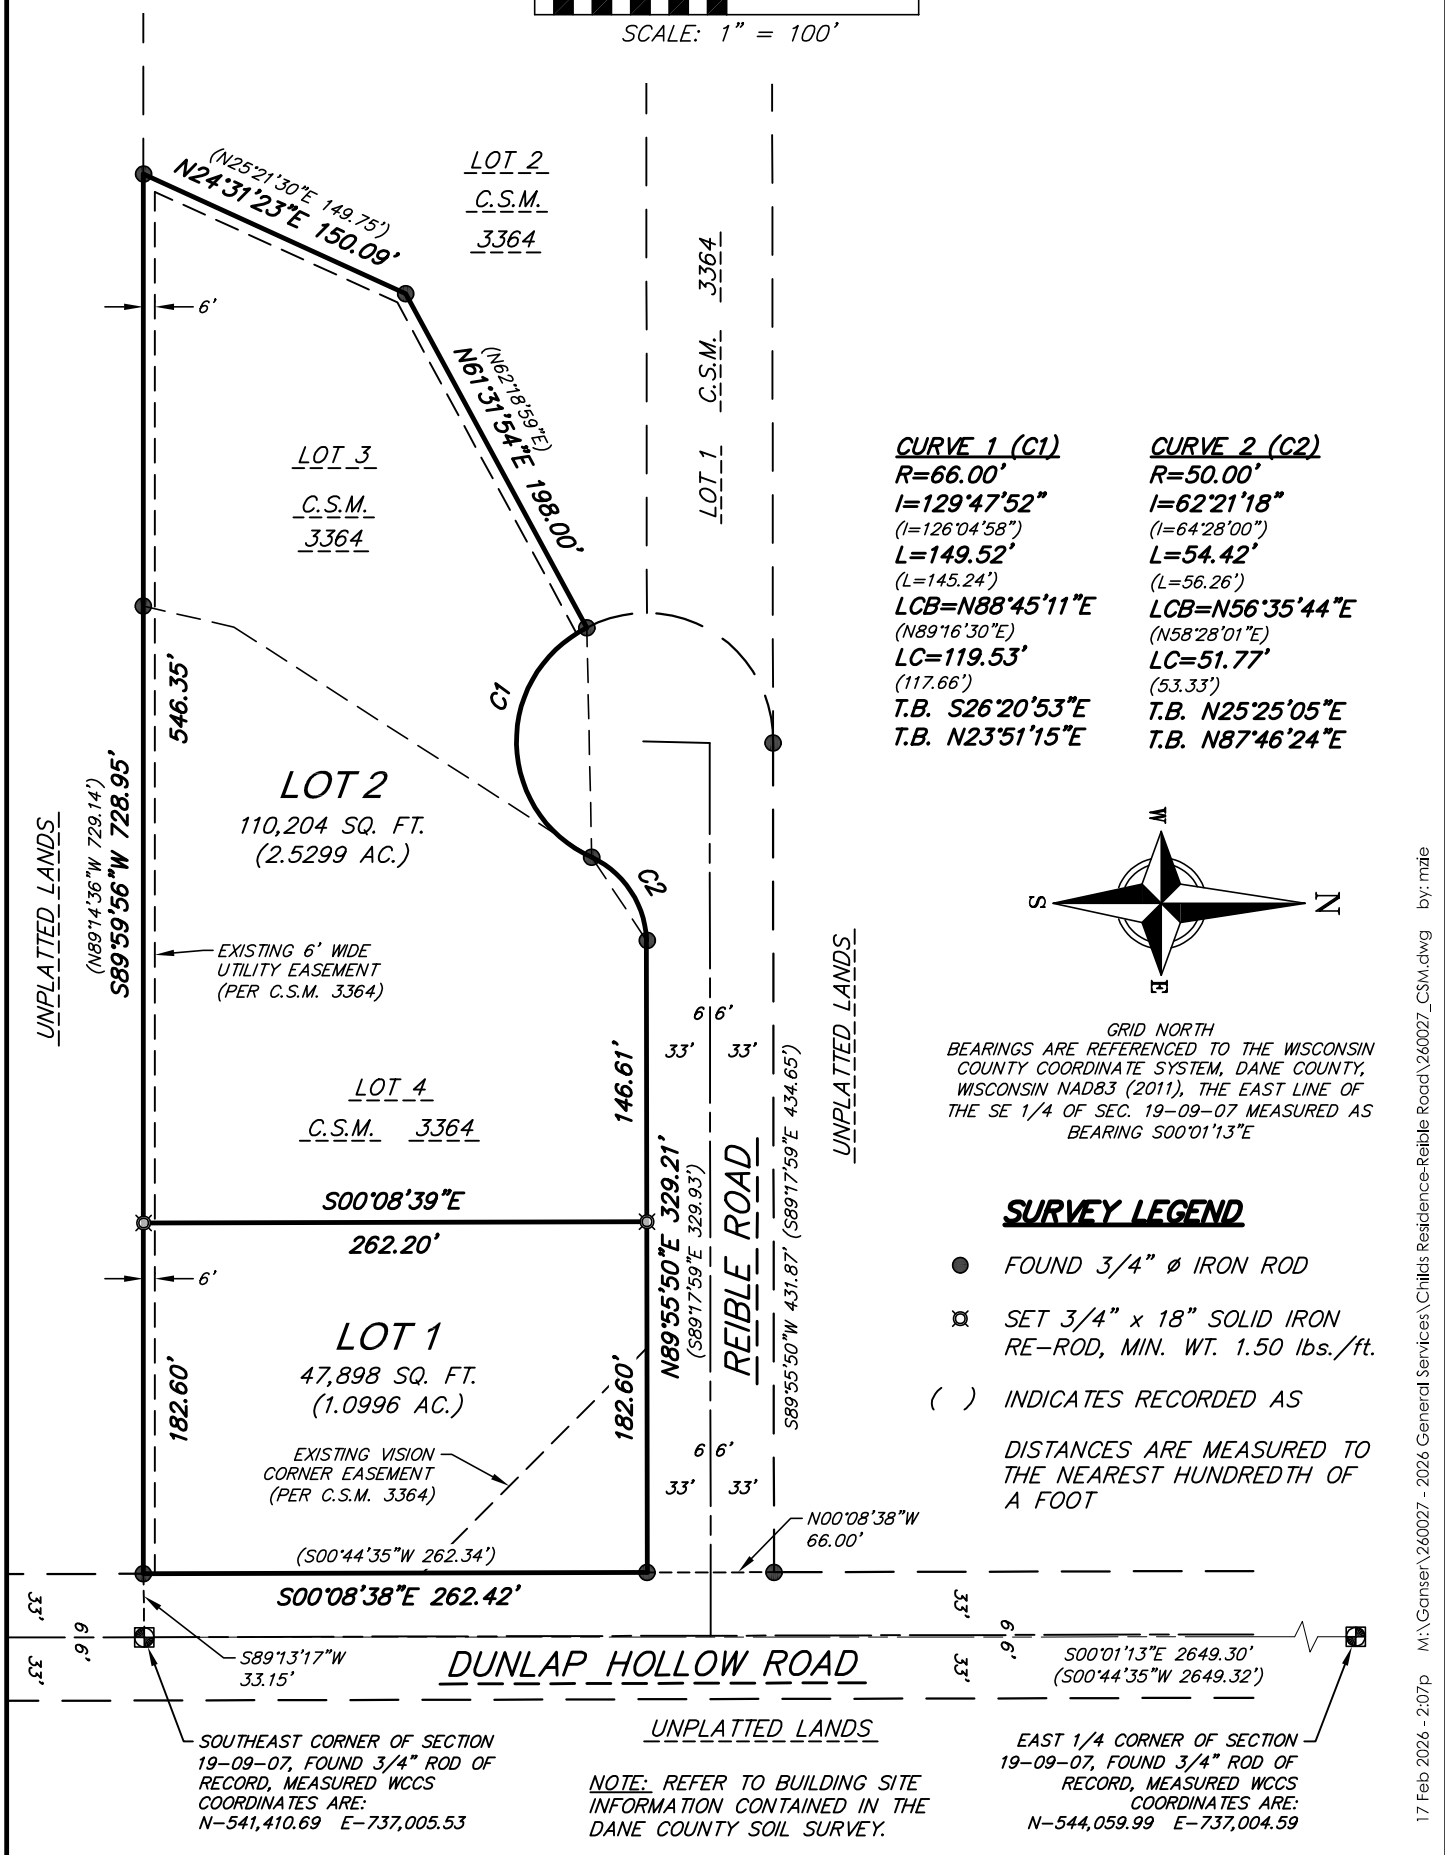 SCALE: 1" = 100'
(N25°21'30"E 149.75')
N24°31'23"E 150.09'
LOT 2
C.S.M.
3364
6'
(N62°18'59"E)
N61°31'54"E 198.00'
LOT 1 C.S.M. 3364
LOT 3
C.S.M.
3364
CURVE 1 (C1)
R=66.00'
I=129°47'52"
(I=126°04'58")
L=149.52'
(L=145.24')
LCB=N88°45'11"E
(N89°16'30"E)
LC=119.53'
(117.66')
T.B. S26°20'53"E
T.B. N23°51'15"E
CURVE 2 (C2)
R=50.00'
I=62°21'18"
(I=64°28'00")
L=54.42'
(L=56.26')
LCB=N56°35'44"E
(N58°28'01"E)
LC=51.77'
(53.33')
T.B. N25°25'05"E
T.B. N87°46'24"E
C1
C2
546.35'
(N89°14'36"W 729.14')
S89°59'56"W 728.95'
UNPLATTED LANDS
LOT 2
110,204 SQ. FT.
(2.5299 AC.)
EXISTING 6' WIDE
UTILITY EASEMENT
(PER C.S.M. 3364)
W
N
S
E
GRID NORTH
BEARINGS ARE REFERENCED TO THE WISCONSIN
COUNTY COORDINATE SYSTEM, DANE COUNTY,
WISCONSIN NAD83 (2011), THE EAST LINE OF
THE SE 1/4 OF SEC. 19-09-07 MEASURED AS
BEARING S00°01'13"E
66'
33' 33'
146.61'
UNPLATTED LANDS
LOT 4
C.S.M. 3364
S00°08'39"E
262.20'
6'
N89°55'50"E 329.21'
(S89°17'59"E 329.93')
REIBLE ROAD
S89°55'50"W 431.87' (S89°17'59"E 434.65')
SURVEY LEGEND
FOUND 3/4" ø IRON ROD
SET 3/4" x 18" SOLID IRON
RE-ROD, MIN. WT. 1.50 lbs./ft.
( ) INDICATES RECORDED AS
DISTANCES ARE MEASURED TO
THE NEAREST HUNDREDTH OF
A FOOT
LOT 1
47,898 SQ. FT.
(1.0996 AC.)
182.60'
182.60'
EXISTING VISION
CORNER EASEMENT
(PER C.S.M. 3364)
66'
33' 33'
N00°08'38"W
66.00'
(S00°44'35"W 262.34')
S00°08'38"E 262.42'
33'
66'
33'
S89°13'17"W
33.15'
DUNLAP HOLLOW ROAD
33'
66'
33'
S00°01'13"E 2649.30'
(S00°44'35"W 2649.32')
UNPLATTED LANDS
SOUTHEAST CORNER OF SECTION
19-09-07, FOUND 3/4" ROD OF
RECORD, MEASURED WCCS
COORDINATES ARE:
N-541,410.69 E-737,005.53
NOTE: REFER TO BUILDING SITE
INFORMATION CONTAINED IN THE
DANE COUNTY SOIL SURVEY.
EAST 1/4 CORNER OF SECTION
19-09-07, FOUND 3/4" ROD OF
RECORD, MEASURED WCCS
COORDINATES ARE:
N-544,059.99 E-737,004.59
17 Feb 2026 - 2:07p M:\Ganser\260027 - 2026 General Services\Childs Residence-Reible Road\260027_CSM.dwg by: mzie